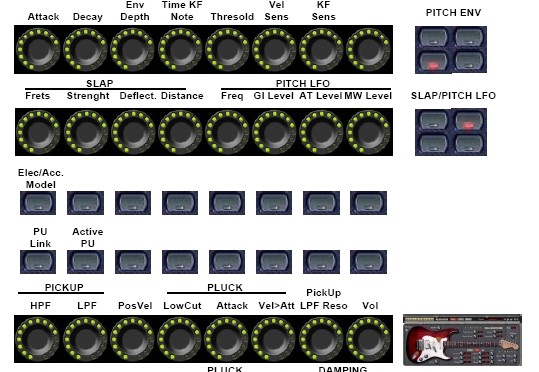 Env Time KF Vel KF
Attack Decay Depth Note Thresold Sens Sens
PITCH ENV
SLAP PITCH LFO
Frets Strenght Deflect. Distance Freq GI Level AT Level MW Level
SLAP/PITCH LFO
Elec/Acc.
Model
PU Active
Link PU
PICKUP PLUCK PickUp
HPF LPF PosVel LowCut Attack Vel>Att LPF Reso Vol
PLUCK DAMPING